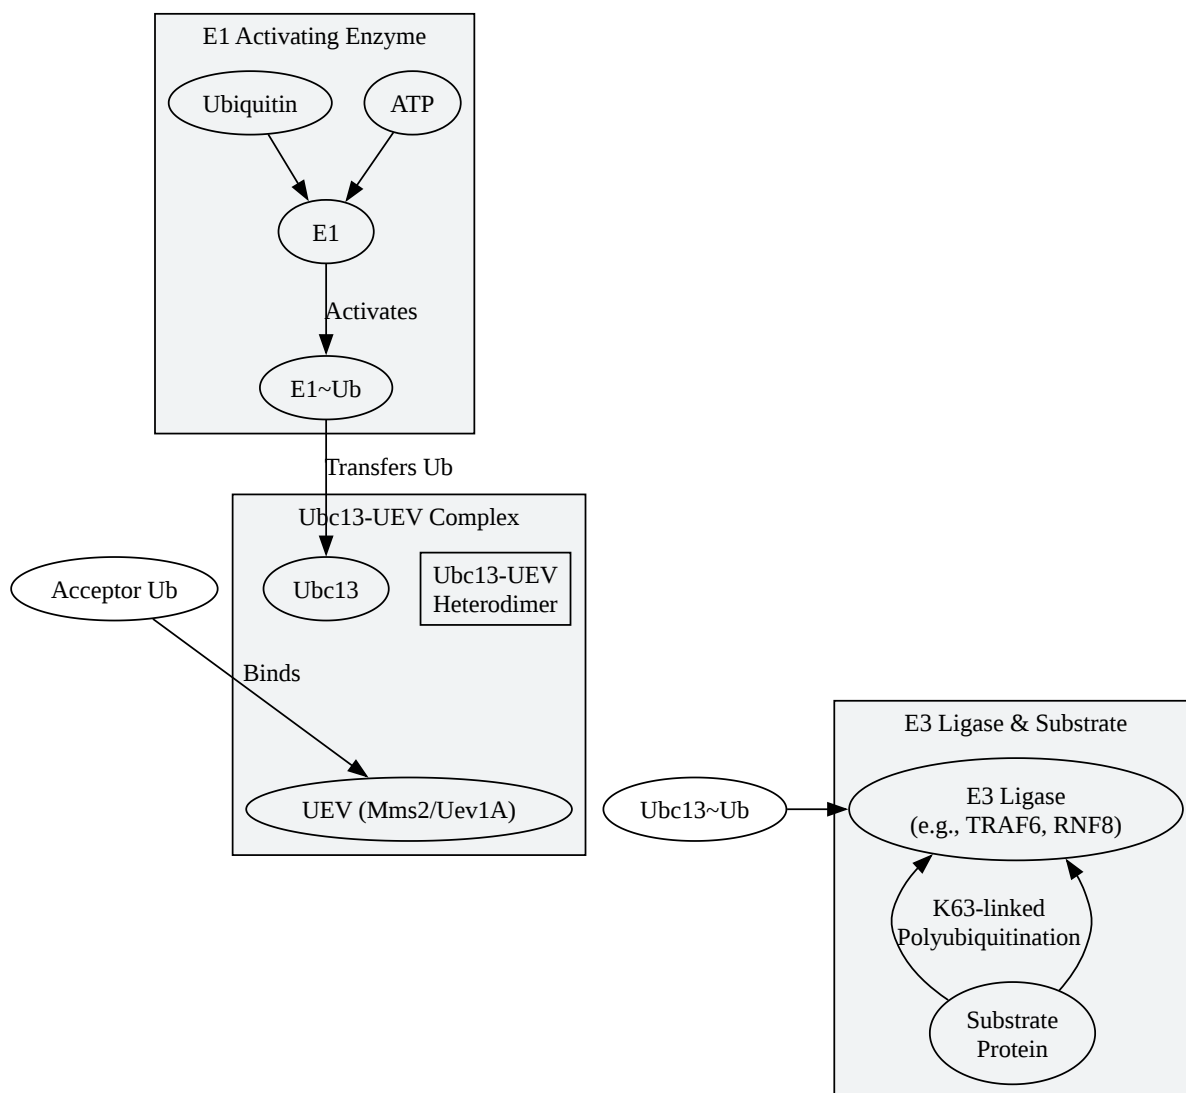 E1 Activating Enzyme
Ubiquitin
ATP
E1
Activates
E1~Ub
Transfers Ub
Ubc13-UEV Complex
Acceptor Ub
Ubc13
Ubc13-UEV
Heterodimer
Binds
E3 Ligase & Substrate
UEV (Mms2/Uev1A)
Ubc13~Ub
E3 Ligase
(e.g., TRAF6, RNF8)
K63-linked
Polyubiquitination
Substrate
Protein